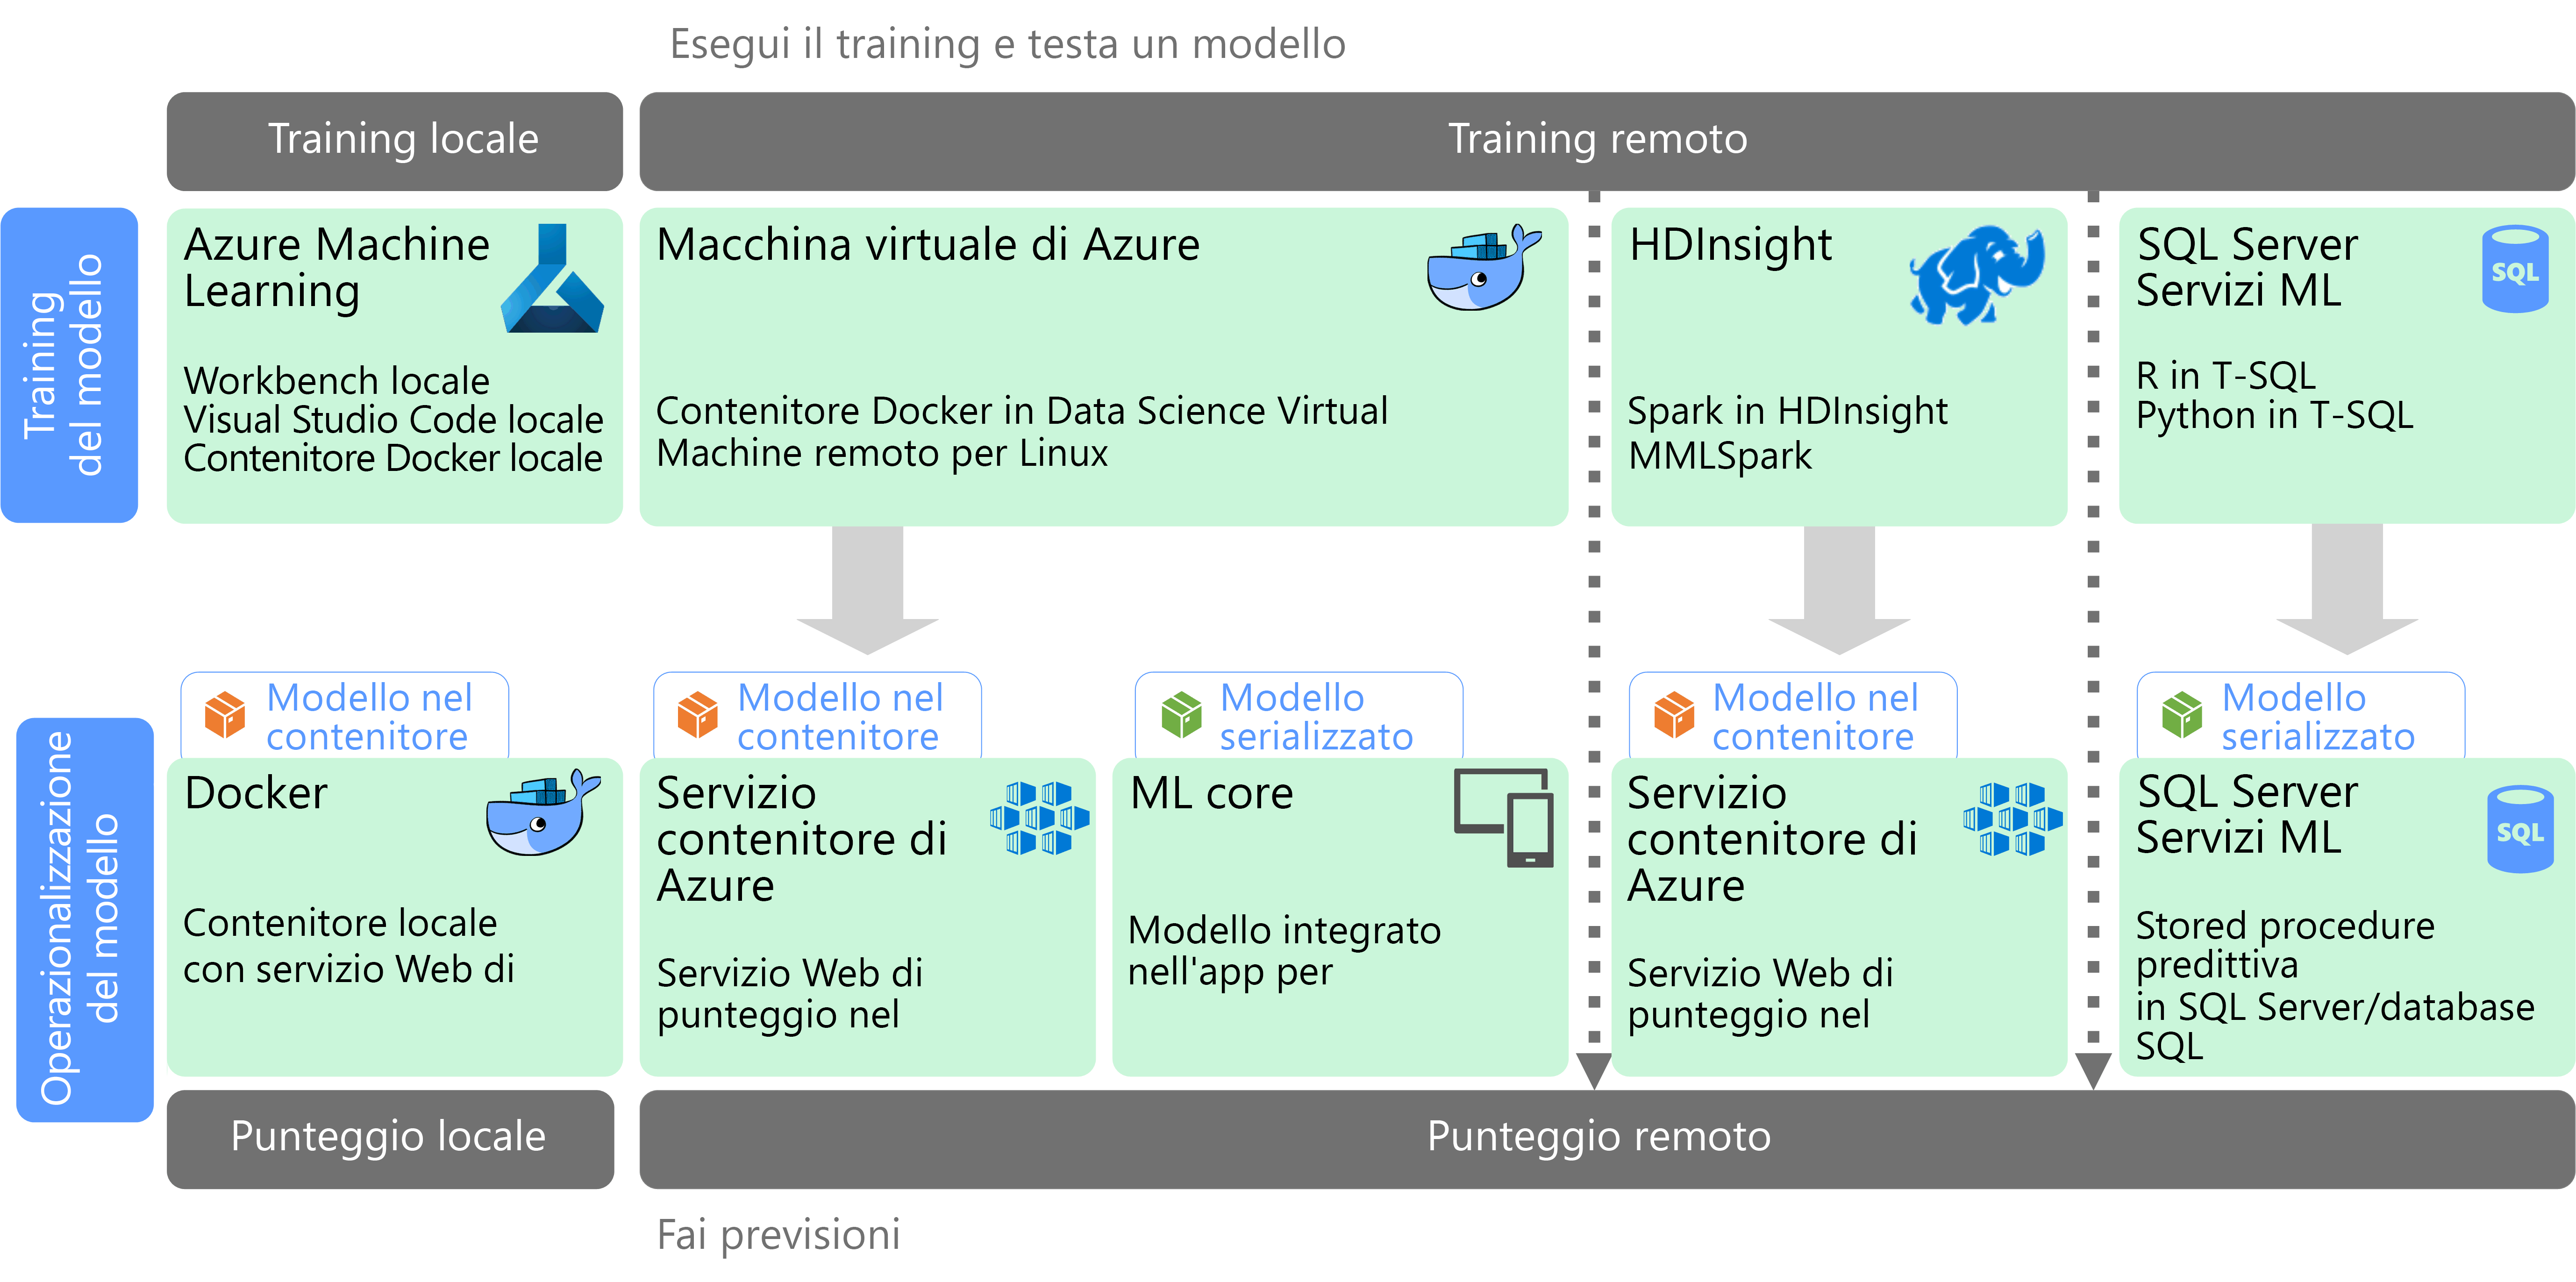 Esegui il training e testa un modello
Training locale
Training remoto
Training
del modello
Azure Machine
Learning
Workbench locale
Visual Studio Code locale
Contenitore Docker locale
Macchina virtuale di Azure
Contenitore Docker in Data Science Virtual
Machine remoto per Linux
HDInsight
Spark in HDInsight
MMLSpark
SQL Server
Servizi ML
SQL
R in T-SQL
Python in T-SQL
Operazionalizzazione
del modello
Modello nel
contenitore
Docker
Contenitore locale
con servizio Web di
Modello nel
contenitore
Servizio
contenitore di
Azure
Servizio Web di
punteggio nel
Modello
serializzato
ML core
Modello integrato
nell'app per
Modello nel
contenitore
Servizio
contenitore di
Azure
Servizio Web di
punteggio nel
Modello
serializzato
SQL Server
Servizi ML
SQL
Stored procedure
predittiva
in SQL Server/database
SQL
Punteggio locale
Punteggio remoto
Fai previsioni